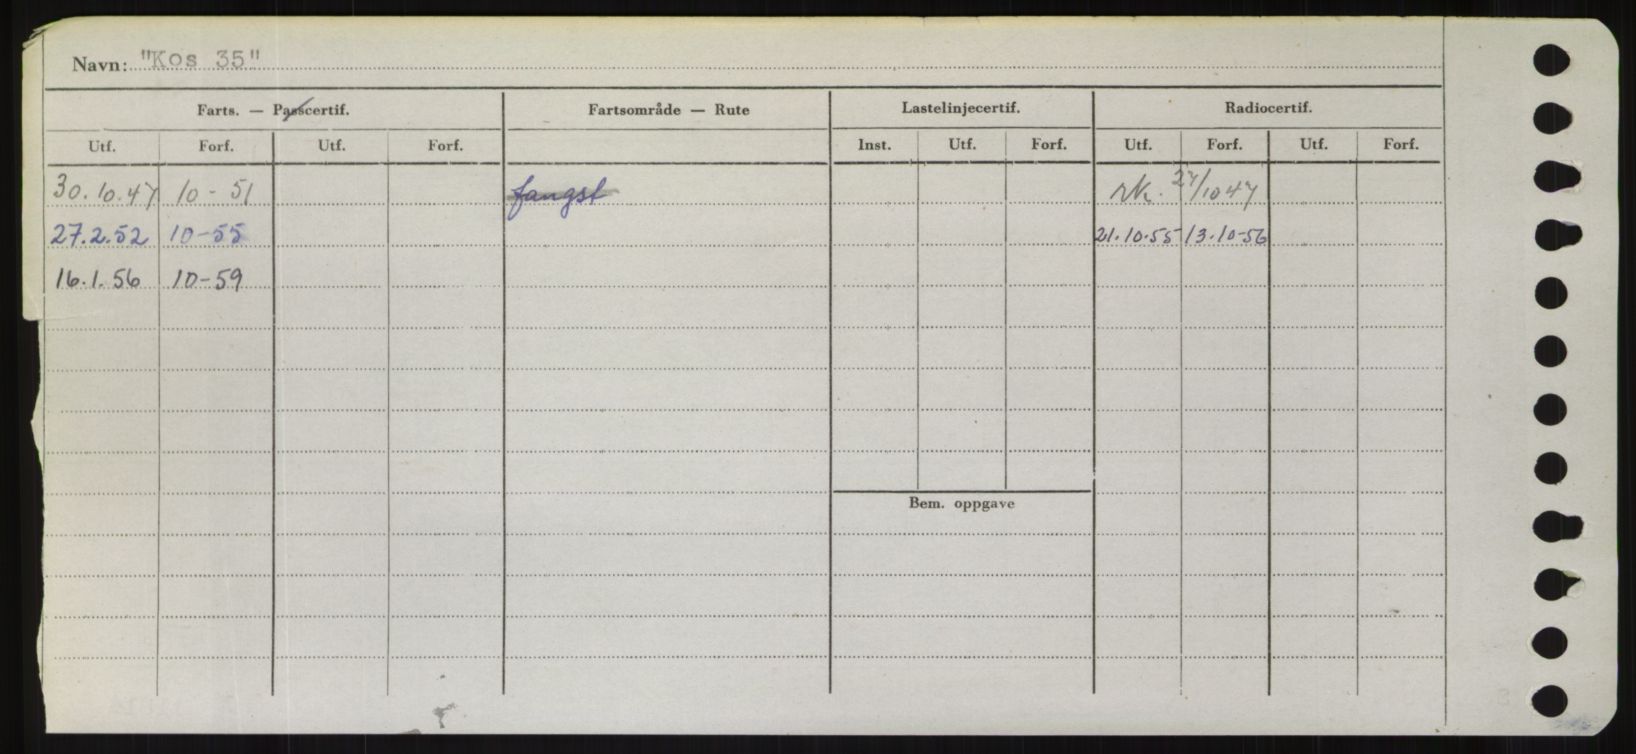 Navn: "Kos 35"
Farts. — Passcertif. Fartsområde — Rute Lastelinjecertif. Radiocertif.
Utf. Forf. Utf. Forf. Inst. Utf. Forf. Utf. Forf. Utf. Forf.
30.10.47 10-51 fangst 27/10 47
27.2.52 10-55 21.10.55 13.10-56
16.1.56 10-59
Bem. oppgave